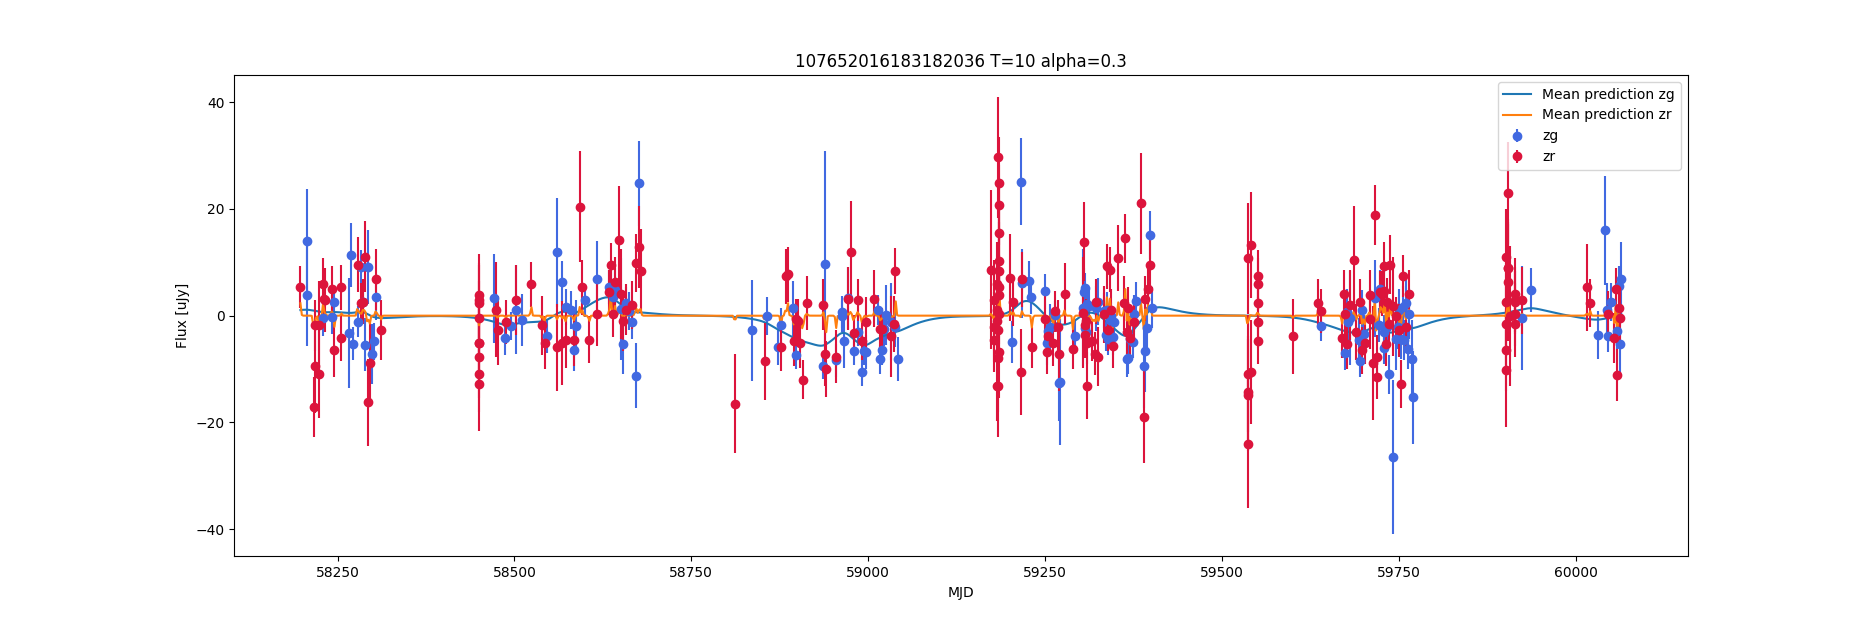 107652016183182036 T=10 alpha=0.3
Flux [uJy]
40
20
0
−20
−40
58250 58500 58750 59000 59250 59500 59750 60000
MJD
Mean prediction zg
Mean prediction zr
zg
zr